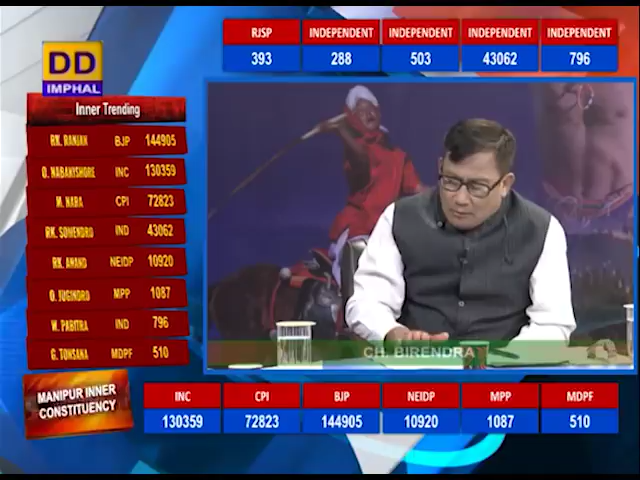 RJSP INDEPENDENT INDEPENDENT INDEPENDENT INDEPENDENT
393 288 503 43062 796
DD
IMPHAL
Inner Trending
RK. RANJAN BJP 144905
O. NABAKISHORE INC 130359
M. NARA CPI 72823
RK. SOMENDRO IND 43062
RK. ANAND NEIDP 10920
O. JUGINDRO MPP 1087
W. PABITRA IND 796
G. TONSANA MDPF 510
CH. BIRENDRA
MANIPUR INNER
CONSTITUENCY
INC CPI BJP NEIDP MPP MDPF
130359 72823 144905 10920 1087 510